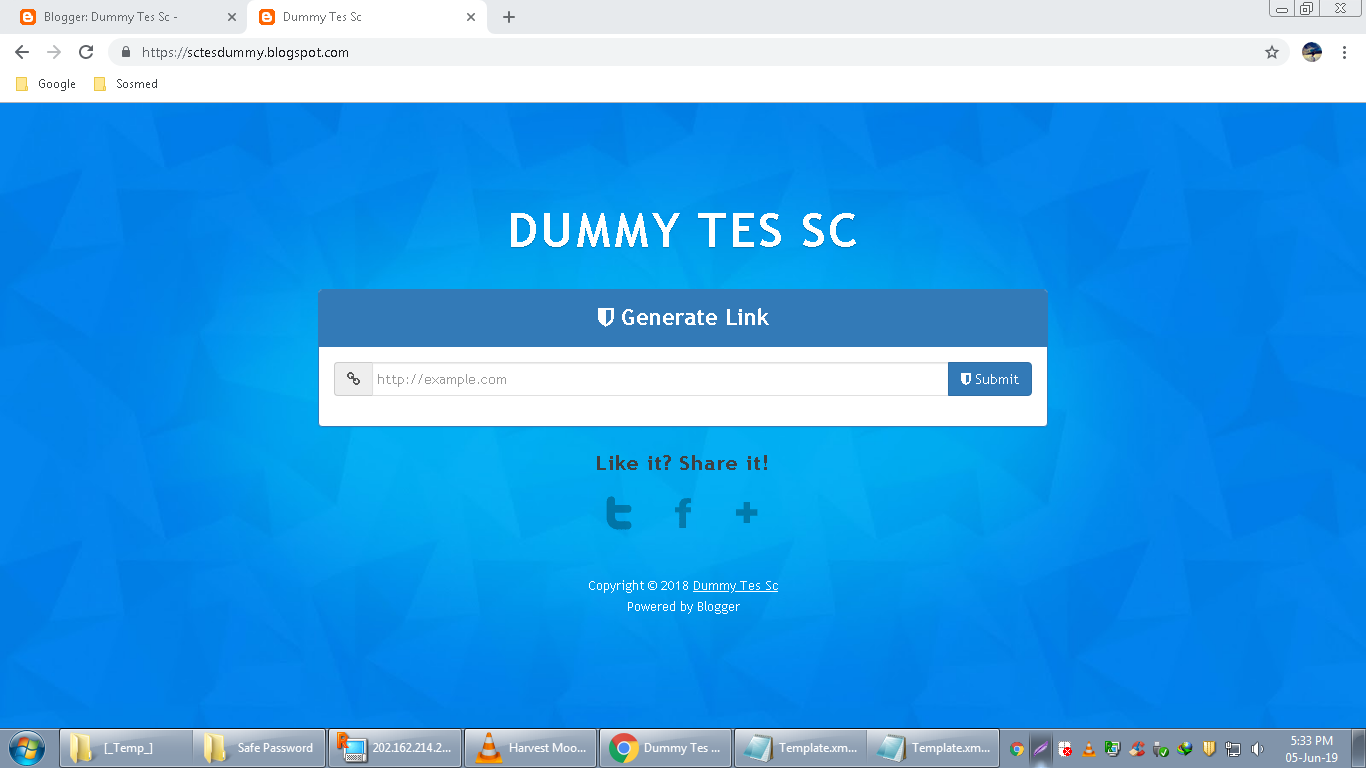 Blogger: Dummy Tes Sc -
Dummy Tes Sc
https://sctesdummy.blogspot.com
Google
Sosmed
DUMMY TES SC
Generate Link
http://example.com
Submit
Like it? Share it!
Copyright © 2018 Dummy Tes Sc
Powered by Blogger
[_Temp_]
Safe Password
202.162.214.2...
Harvest Moo...
Dummy Tes ...
Template.xm...
Template.xm...
5:33 PM
05-Jun-19